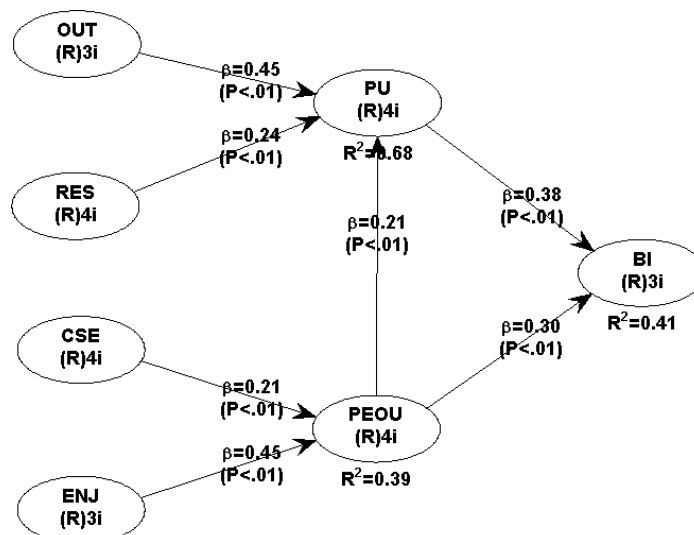 OUT
(R)3i
β=0.45
(P<.01)
PU
(R)4i
R²=0.68
β=0.24
(P<.01)
RES
(R)4i
β=0.38
(P<.01)
β=0.21
(P<.01)
BI
(R)3i
R²=0.41
CSE
(R)4i
β=0.30
(P<.01)
β=0.21
(P<.01)
PEOU
(R)4i
R²=0.39
β=0.45
(P<.01)
ENJ
(R)3i